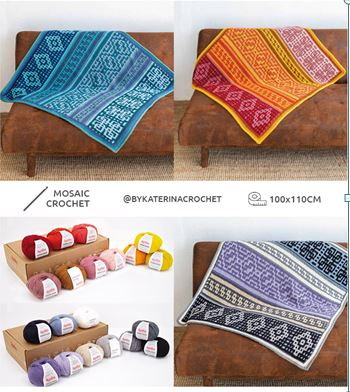 MOSAIC
CROCHET
@BYKATERINACROCHET
100x110CM